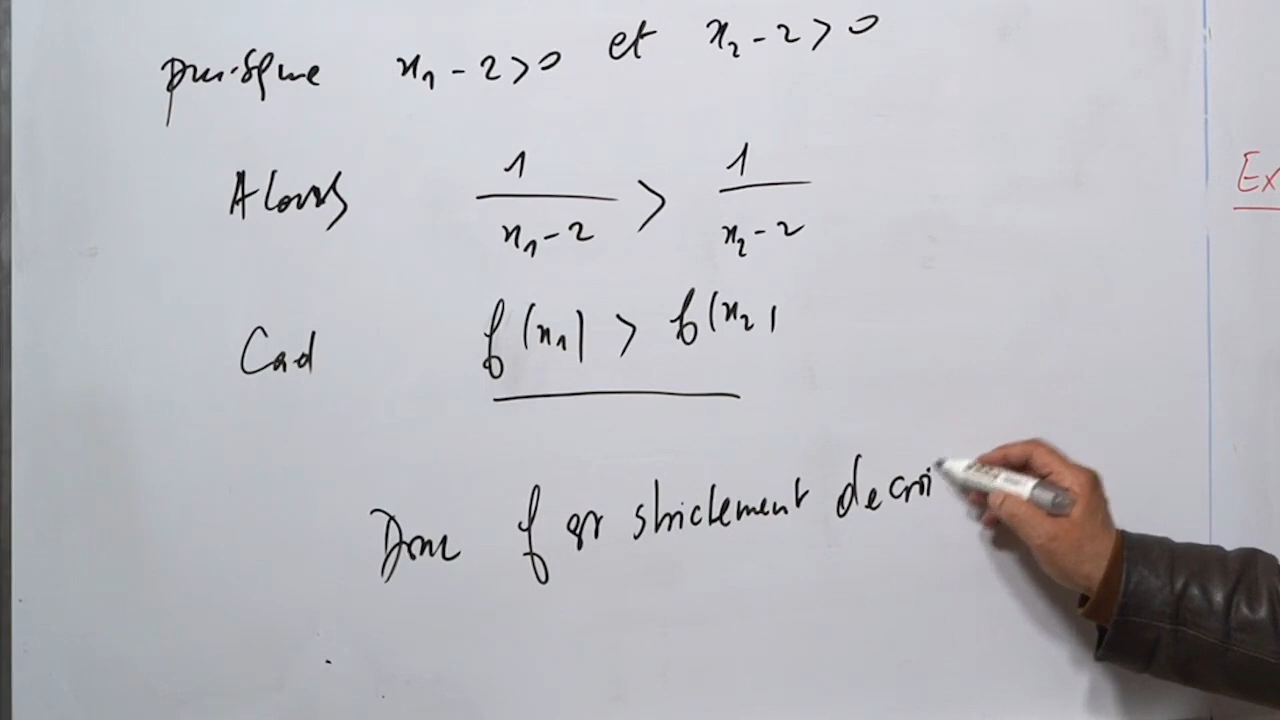 puisque x₁ - 2 > 0 et x₂ - 2 > 0
Alors 1/(x₁ - 2) > 1/(x₂ - 2)
Cad f(x₁) > f(x₂)
Donc f est strictement decroi
Ex